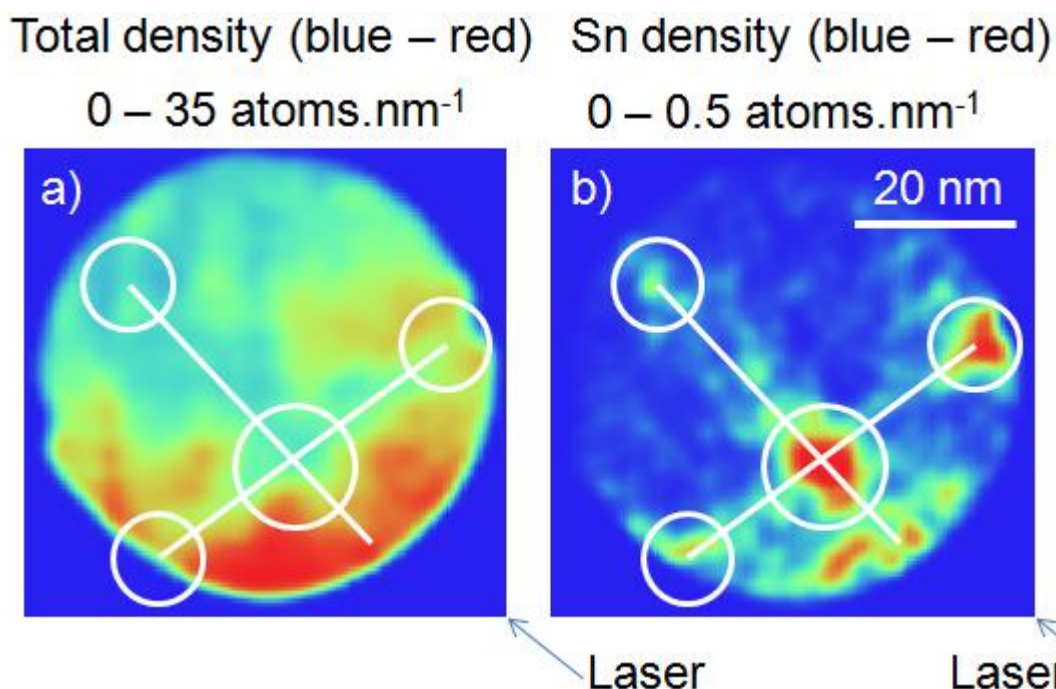 Total density (blue – red) Sn density (blue – red)
0 – 35 atoms.nm⁻¹ 0 – 0.5 atoms.nm⁻¹
a) b) 20 nm
Laser Laser